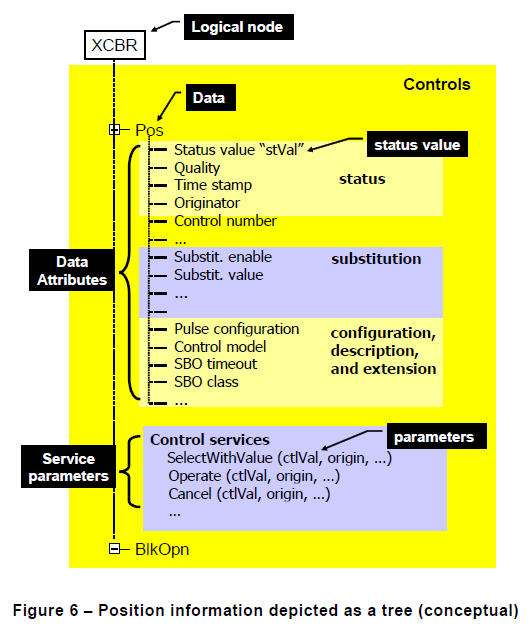 Logical node
XCBR
Controls
Data
Pos
Status value “stVal”
status value
Quality
Time stamp
status
Originator
Control number
...
Data
Attributes
Substit. enable
substitution
Substit. value
...
Pulse configuration
configuration,
Control model
description,
SBO timeout
and extension
SBO class
...
Service
parameters
Control services
parameters
SelectWithValue (ctlVal, origin, ...)
Operate (ctlVal, origin, ...)
Cancel (ctlVal, origin, ...)
...
BlkOpn
Figure 6 – Position information depicted as a tree (conceptual)